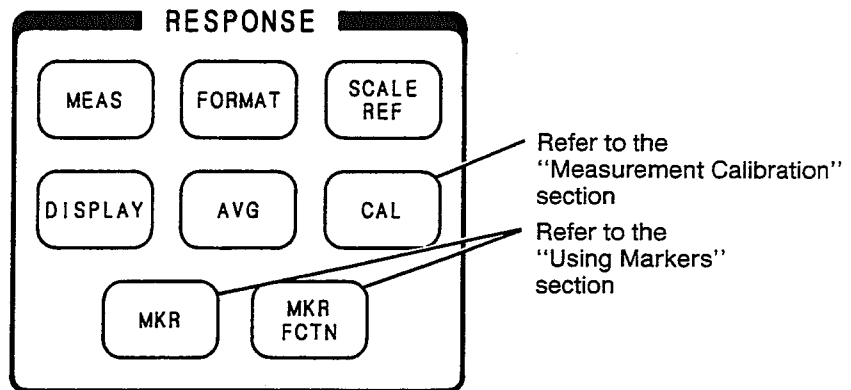 RESPONSE
MEAS
FORMAT
SCALE
REF
DISPLAY
AVG
CAL
MKR
MKR
FCTN
Refer to the
“Measurement Calibration”
section
Refer to the
“Using Markers”
section